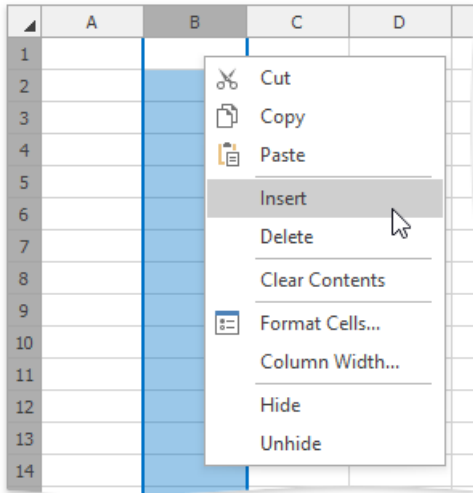 A B C D
1
2
3
4
5
6
7
8
9
10
11
12
13
14
Cut
Copy
Paste
Insert
Delete
Clear Contents
Format Cells...
Column Width...
Hide
Unhide